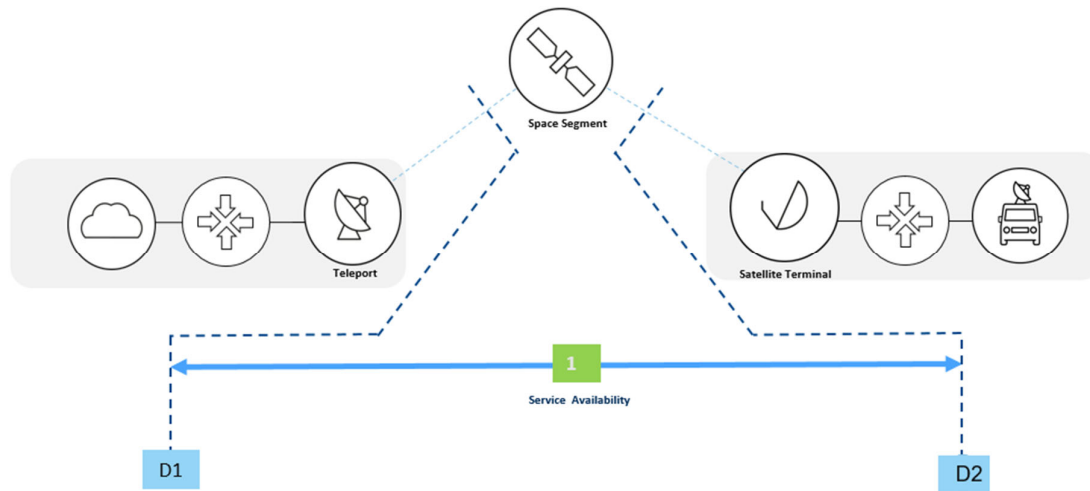 Space Segment
Teleport
Satellite Terminal
1
Service Availability
D1
D2